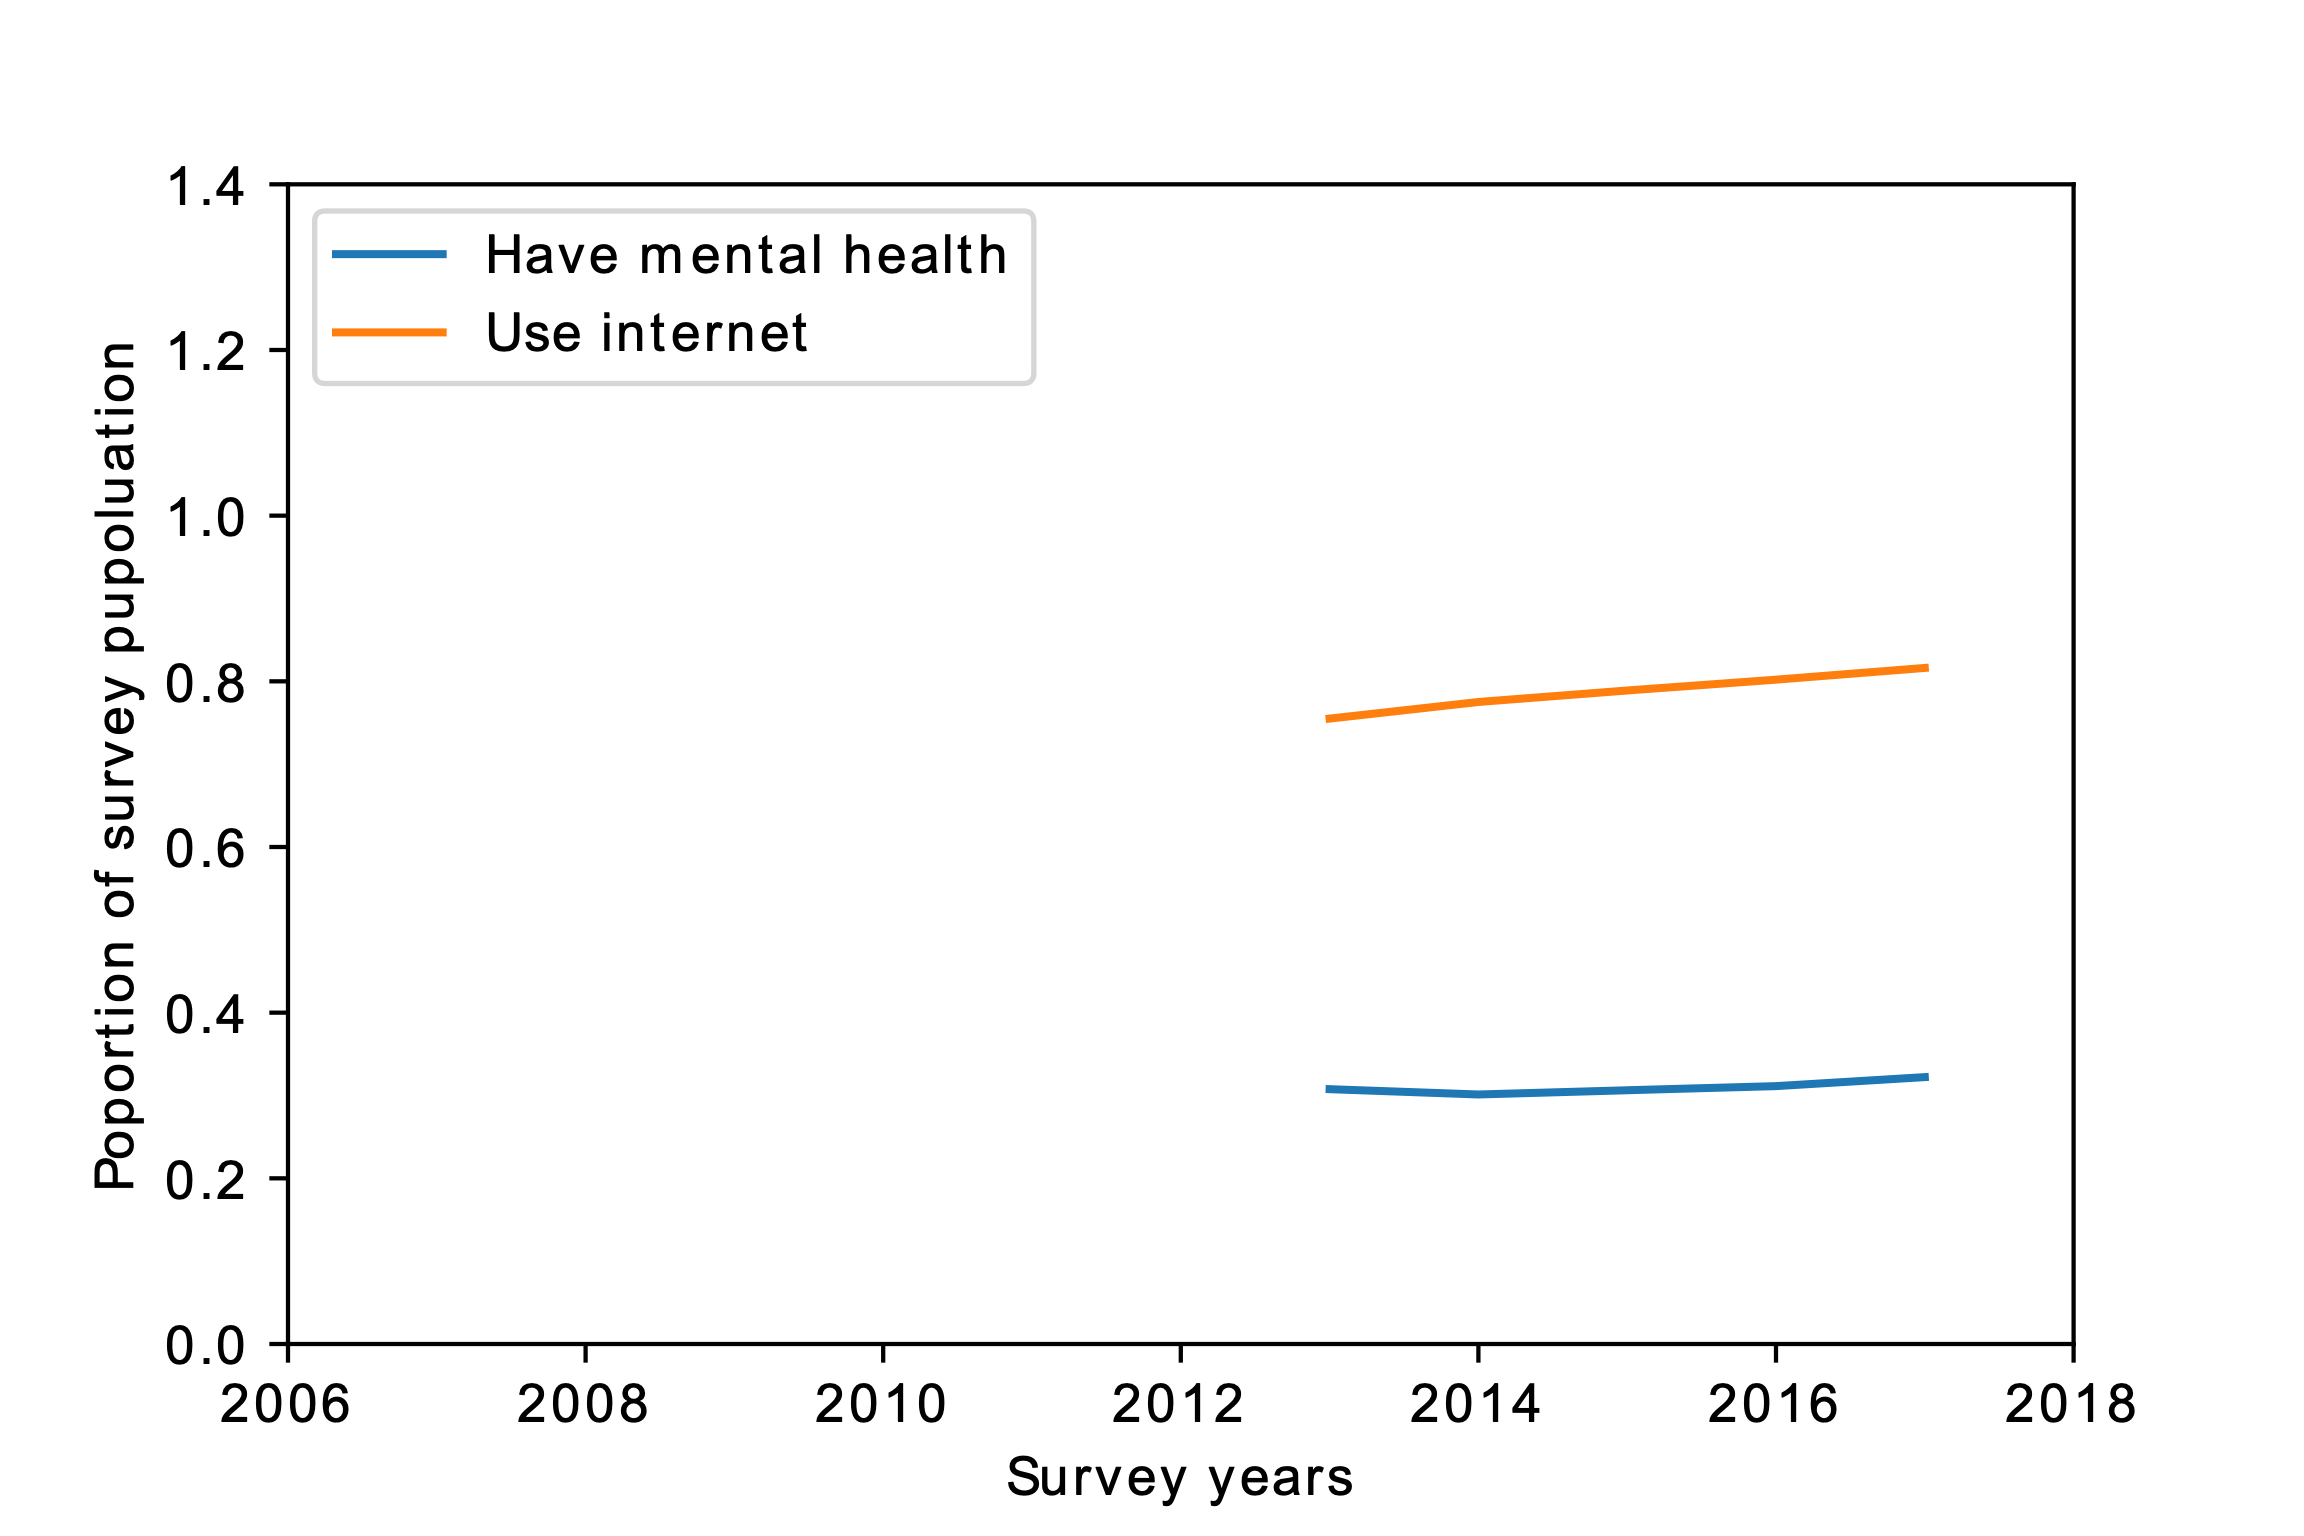 1.4
1.2
1.0
0.8
0.6
0.4
0.2
0.0
Poportion of survey pupoluation
Have mental health
Use internet
2006 2008 2010 2012 2014 2016 2018
Survey years